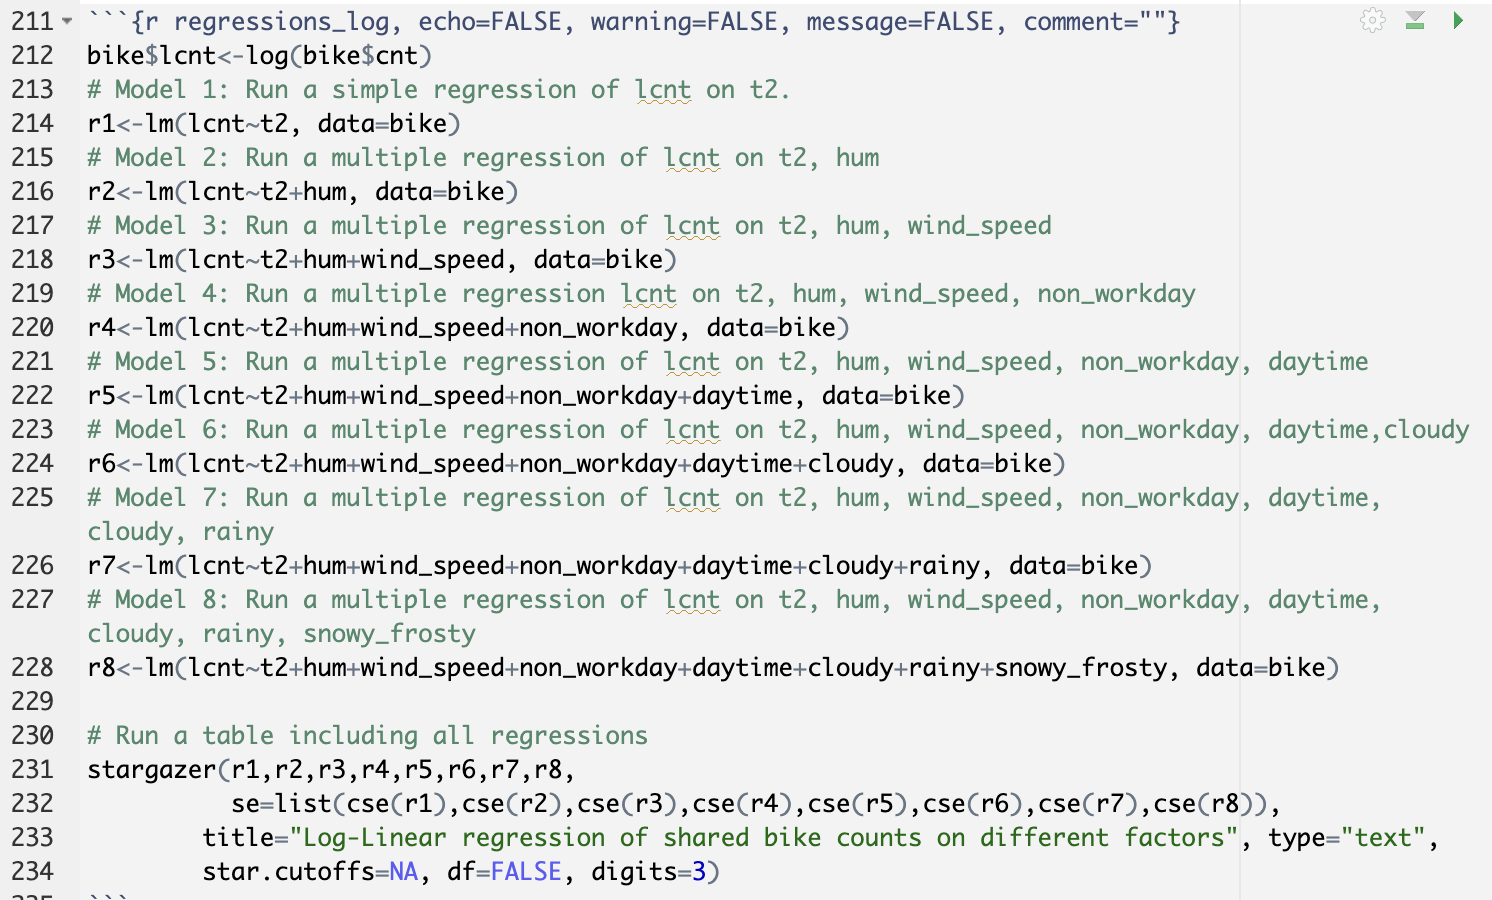 211 ```{r regressions_log, echo=FALSE, warning=FALSE, message=FALSE, comment=""}
212 bike$lcnt<-log(bike$cnt)
213 # Model 1: Run a simple regression of lcnt on t2.
214 r1<-lm(lcnt~t2, data=bike)
215 # Model 2: Run a multiple regression of lcnt on t2, hum
216 r2<-lm(lcnt~t2+hum, data=bike)
217 # Model 3: Run a multiple regression of lcnt on t2, hum, wind_speed
218 r3<-lm(lcnt~t2+hum+wind_speed, data=bike)
219 # Model 4: Run a multiple regression lcnt on t2, hum, wind_speed, non_workday
220 r4<-lm(lcnt~t2+hum+wind_speed+non_workday, data=bike)
221 # Model 5: Run a multiple regression of lcnt on t2, hum, wind_speed, non_workday, daytime
222 r5<-lm(lcnt~t2+hum+wind_speed+non_workday+daytime, data=bike)
223 # Model 6: Run a multiple regression of lcnt on t2, hum, wind_speed, non_workday, daytime,cloudy
224 r6<-lm(lcnt~t2+hum+wind_speed+non_workday+daytime+cloudy, data=bike)
225 # Model 7: Run a multiple regression of lcnt on t2, hum, wind_speed, non_workday, daytime,
cloudy, rainy
226 r7<-lm(lcnt~t2+hum+wind_speed+non_workday+daytime+cloudy+rainy, data=bike)
227 # Model 8: Run a multiple regression of lcnt on t2, hum, wind_speed, non_workday, daytime,
cloudy, rainy, snowy_frosty
228 r8<-lm(lcnt~t2+hum+wind_speed+non_workday+daytime+cloudy+rainy+snowy_frosty, data=bike)
229
230 # Run a table including all regressions
231 stargazer(r1,r2,r3,r4,r5,r6,r7,r8,
232           se=list(cse(r1),cse(r2),cse(r3),cse(r4),cse(r5),cse(r6),cse(r7),cse(r8)),
233         title="Log-Linear regression of shared bike counts on different factors", type="text",
234         star.cutoffs=NA, df=FALSE, digits=3)
235 ```